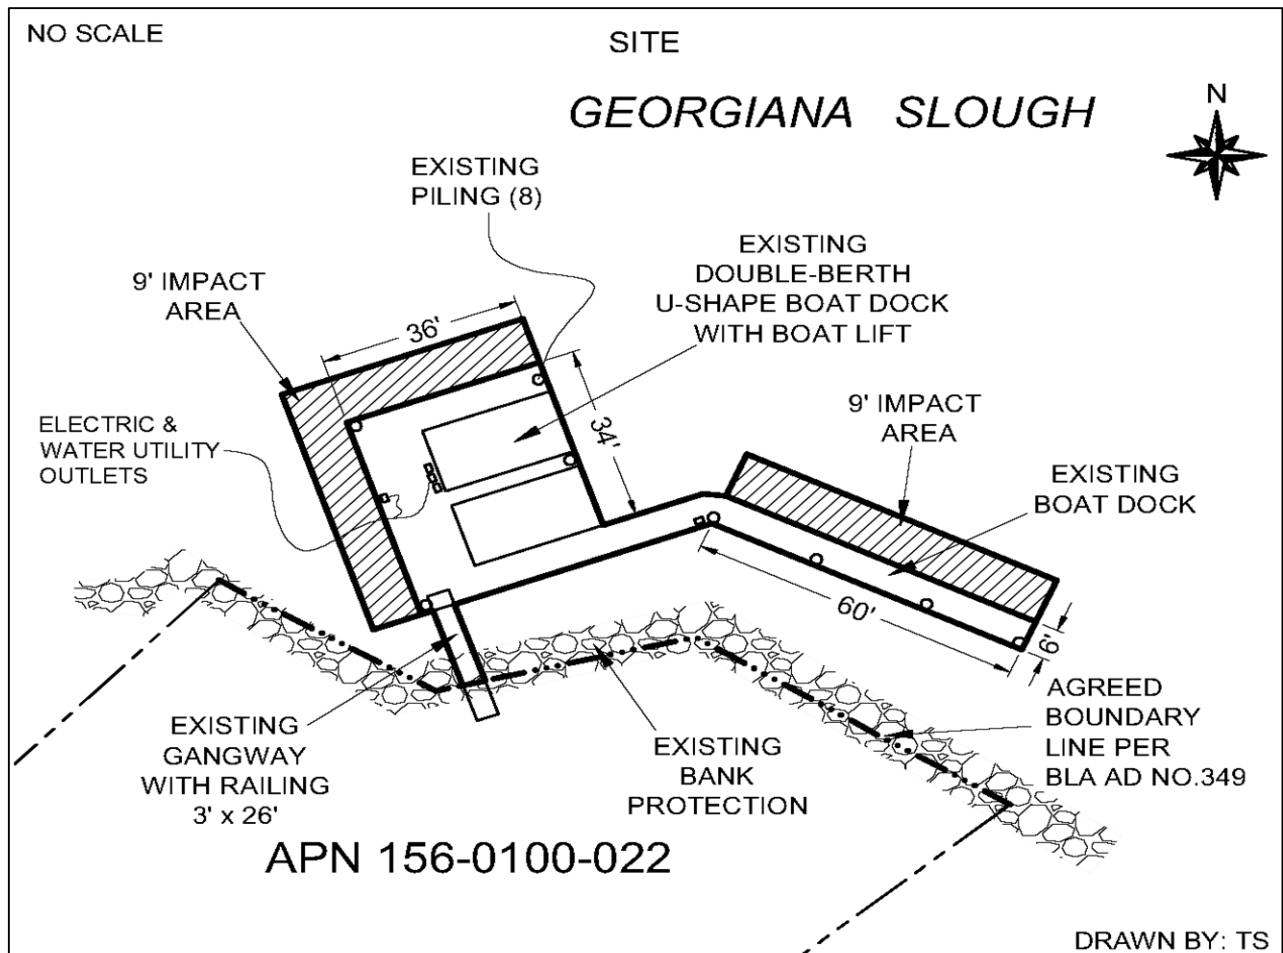 NO SCALE
SITE
GEORGIANA SLOUGH
N
EXISTING
PILING (8)
EXISTING
DOUBLE-BERTH
U-SHAPE BOAT DOCK
WITH BOAT LIFT
9' IMPACT
AREA
36'
34'
ELECTRIC &
WATER UTILITY
OUTLETS
9' IMPACT
AREA
EXISTING
BOAT DOCK
60'
6'
EXISTING
GANGWAY
WITH RAILING
3' x 26'
EXISTING
BANK
PROTECTION
AGREED
BOUNDARY
LINE PER
BLA AD NO.349
APN 156-0100-022
DRAWN BY: TS